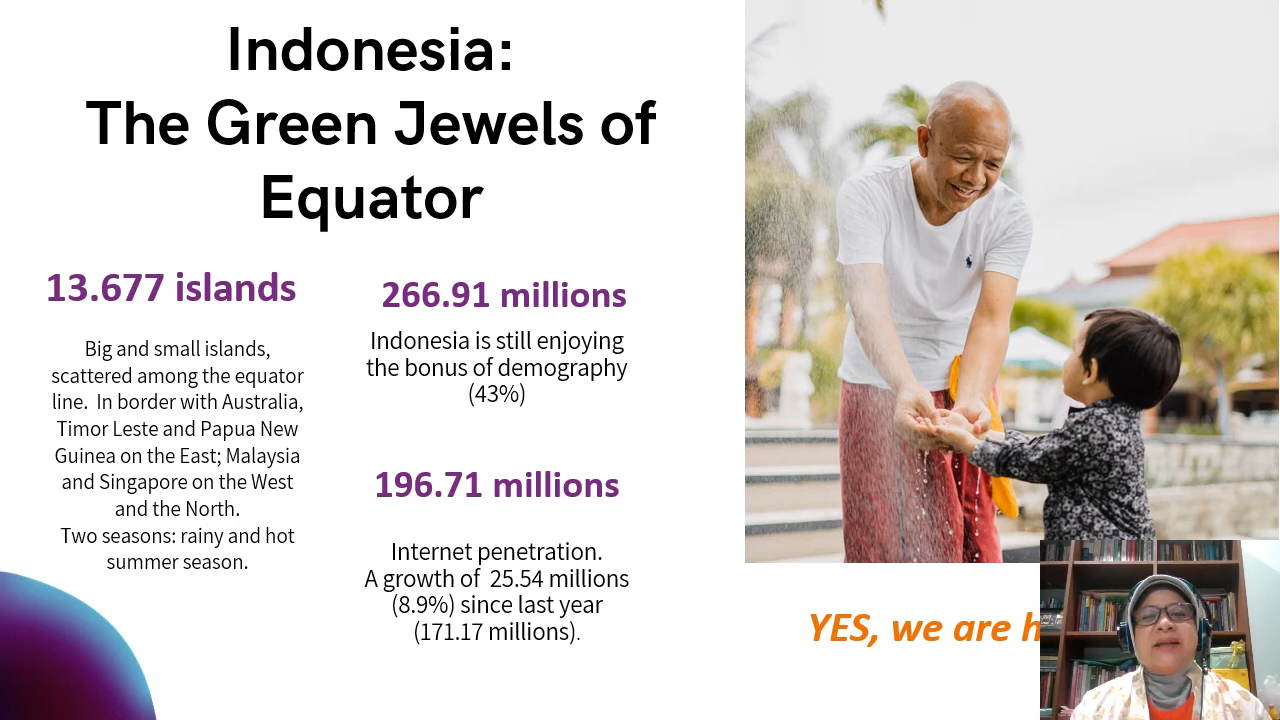 Indonesia:
The Green Jewels of
Equator
13.677 islands
Big and small islands,
scattered among the equator
line.  In border with Australia,
Timor Leste and Papua New
Guinea on the East; Malaysia
and Singapore on the West
and the North.
Two seasons: rainy and hot
summer season.
266.91 millions
Indonesia is still enjoying
the bonus of demography
(43%)
196.71 millions
Internet penetration.
A growth of  25.54 millions
(8.9%) since last year
(171.17 millions).
YES, we are